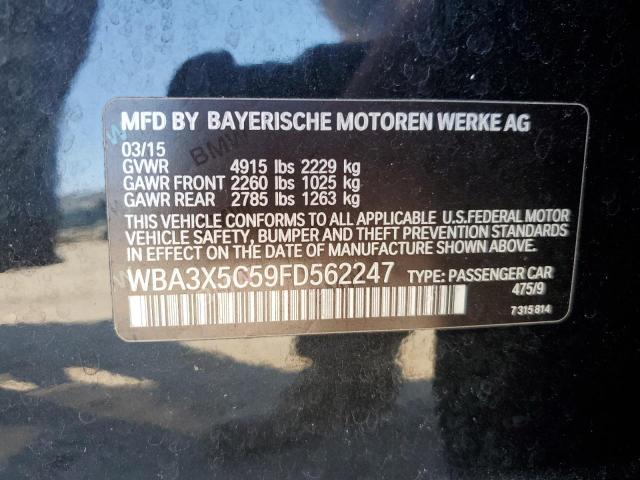 MFD BY BAYERISCHE MOTOREN WERKE AG
03/15
GVWR 4915 lbs 2229 kg
GAWR FRONT 2260 lbs 1025 kg
GAWR REAR 2785 lbs 1263 kg
THIS VEHICLE CONFORMS TO ALL APPLICABLE U.S.FEDERAL MOTOR
VEHICLE SAFETY, BUMPER AND THEFT PREVENTION STANDARDS
IN EFFECT ON THE DATE OF MANUFACTURE SHOWN ABOVE.
WBA3X5C59FD562247 TYPE: PASSENGER CAR
475/9
7 315 814
BMW